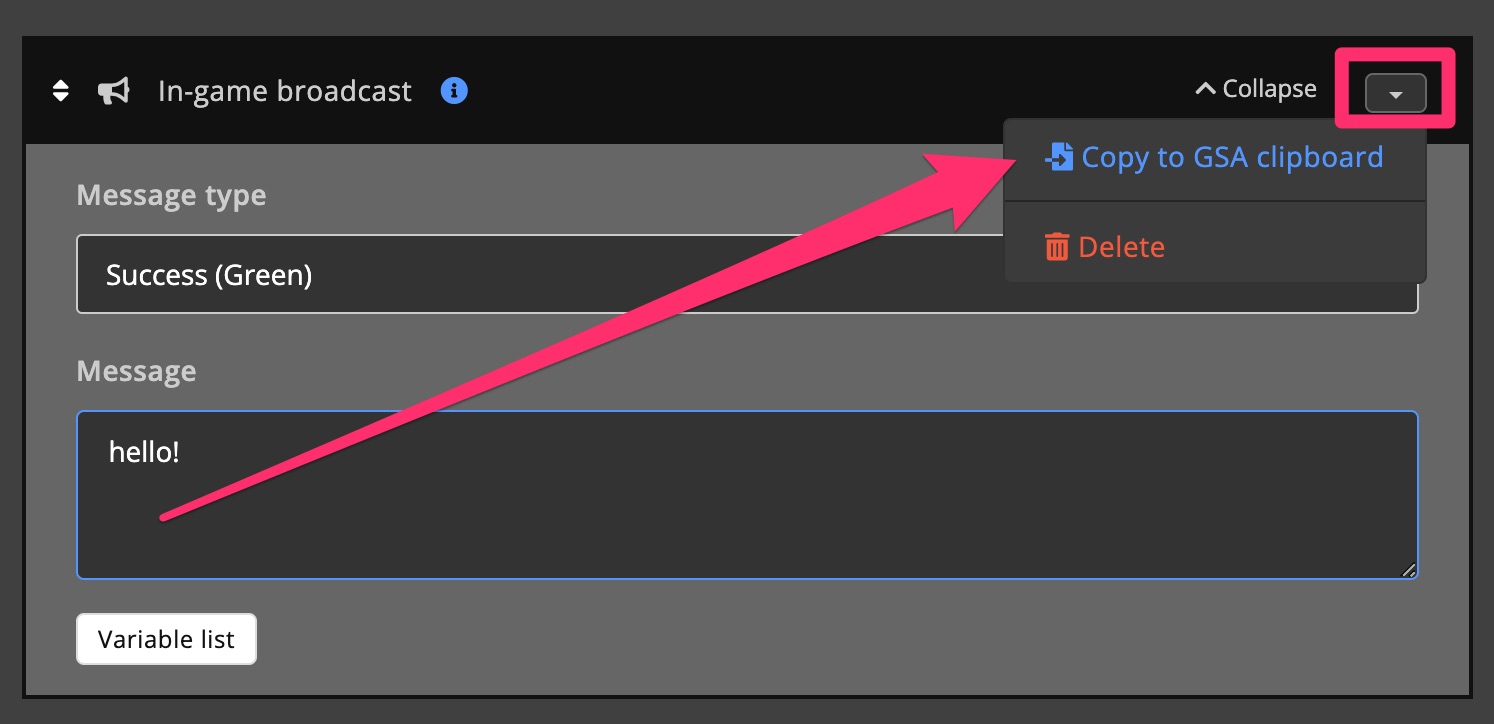 In-game broadcast
Collapse
Copy to GSA clipboard
Delete
Message type
Success (Green)
Message
hello!
Variable list